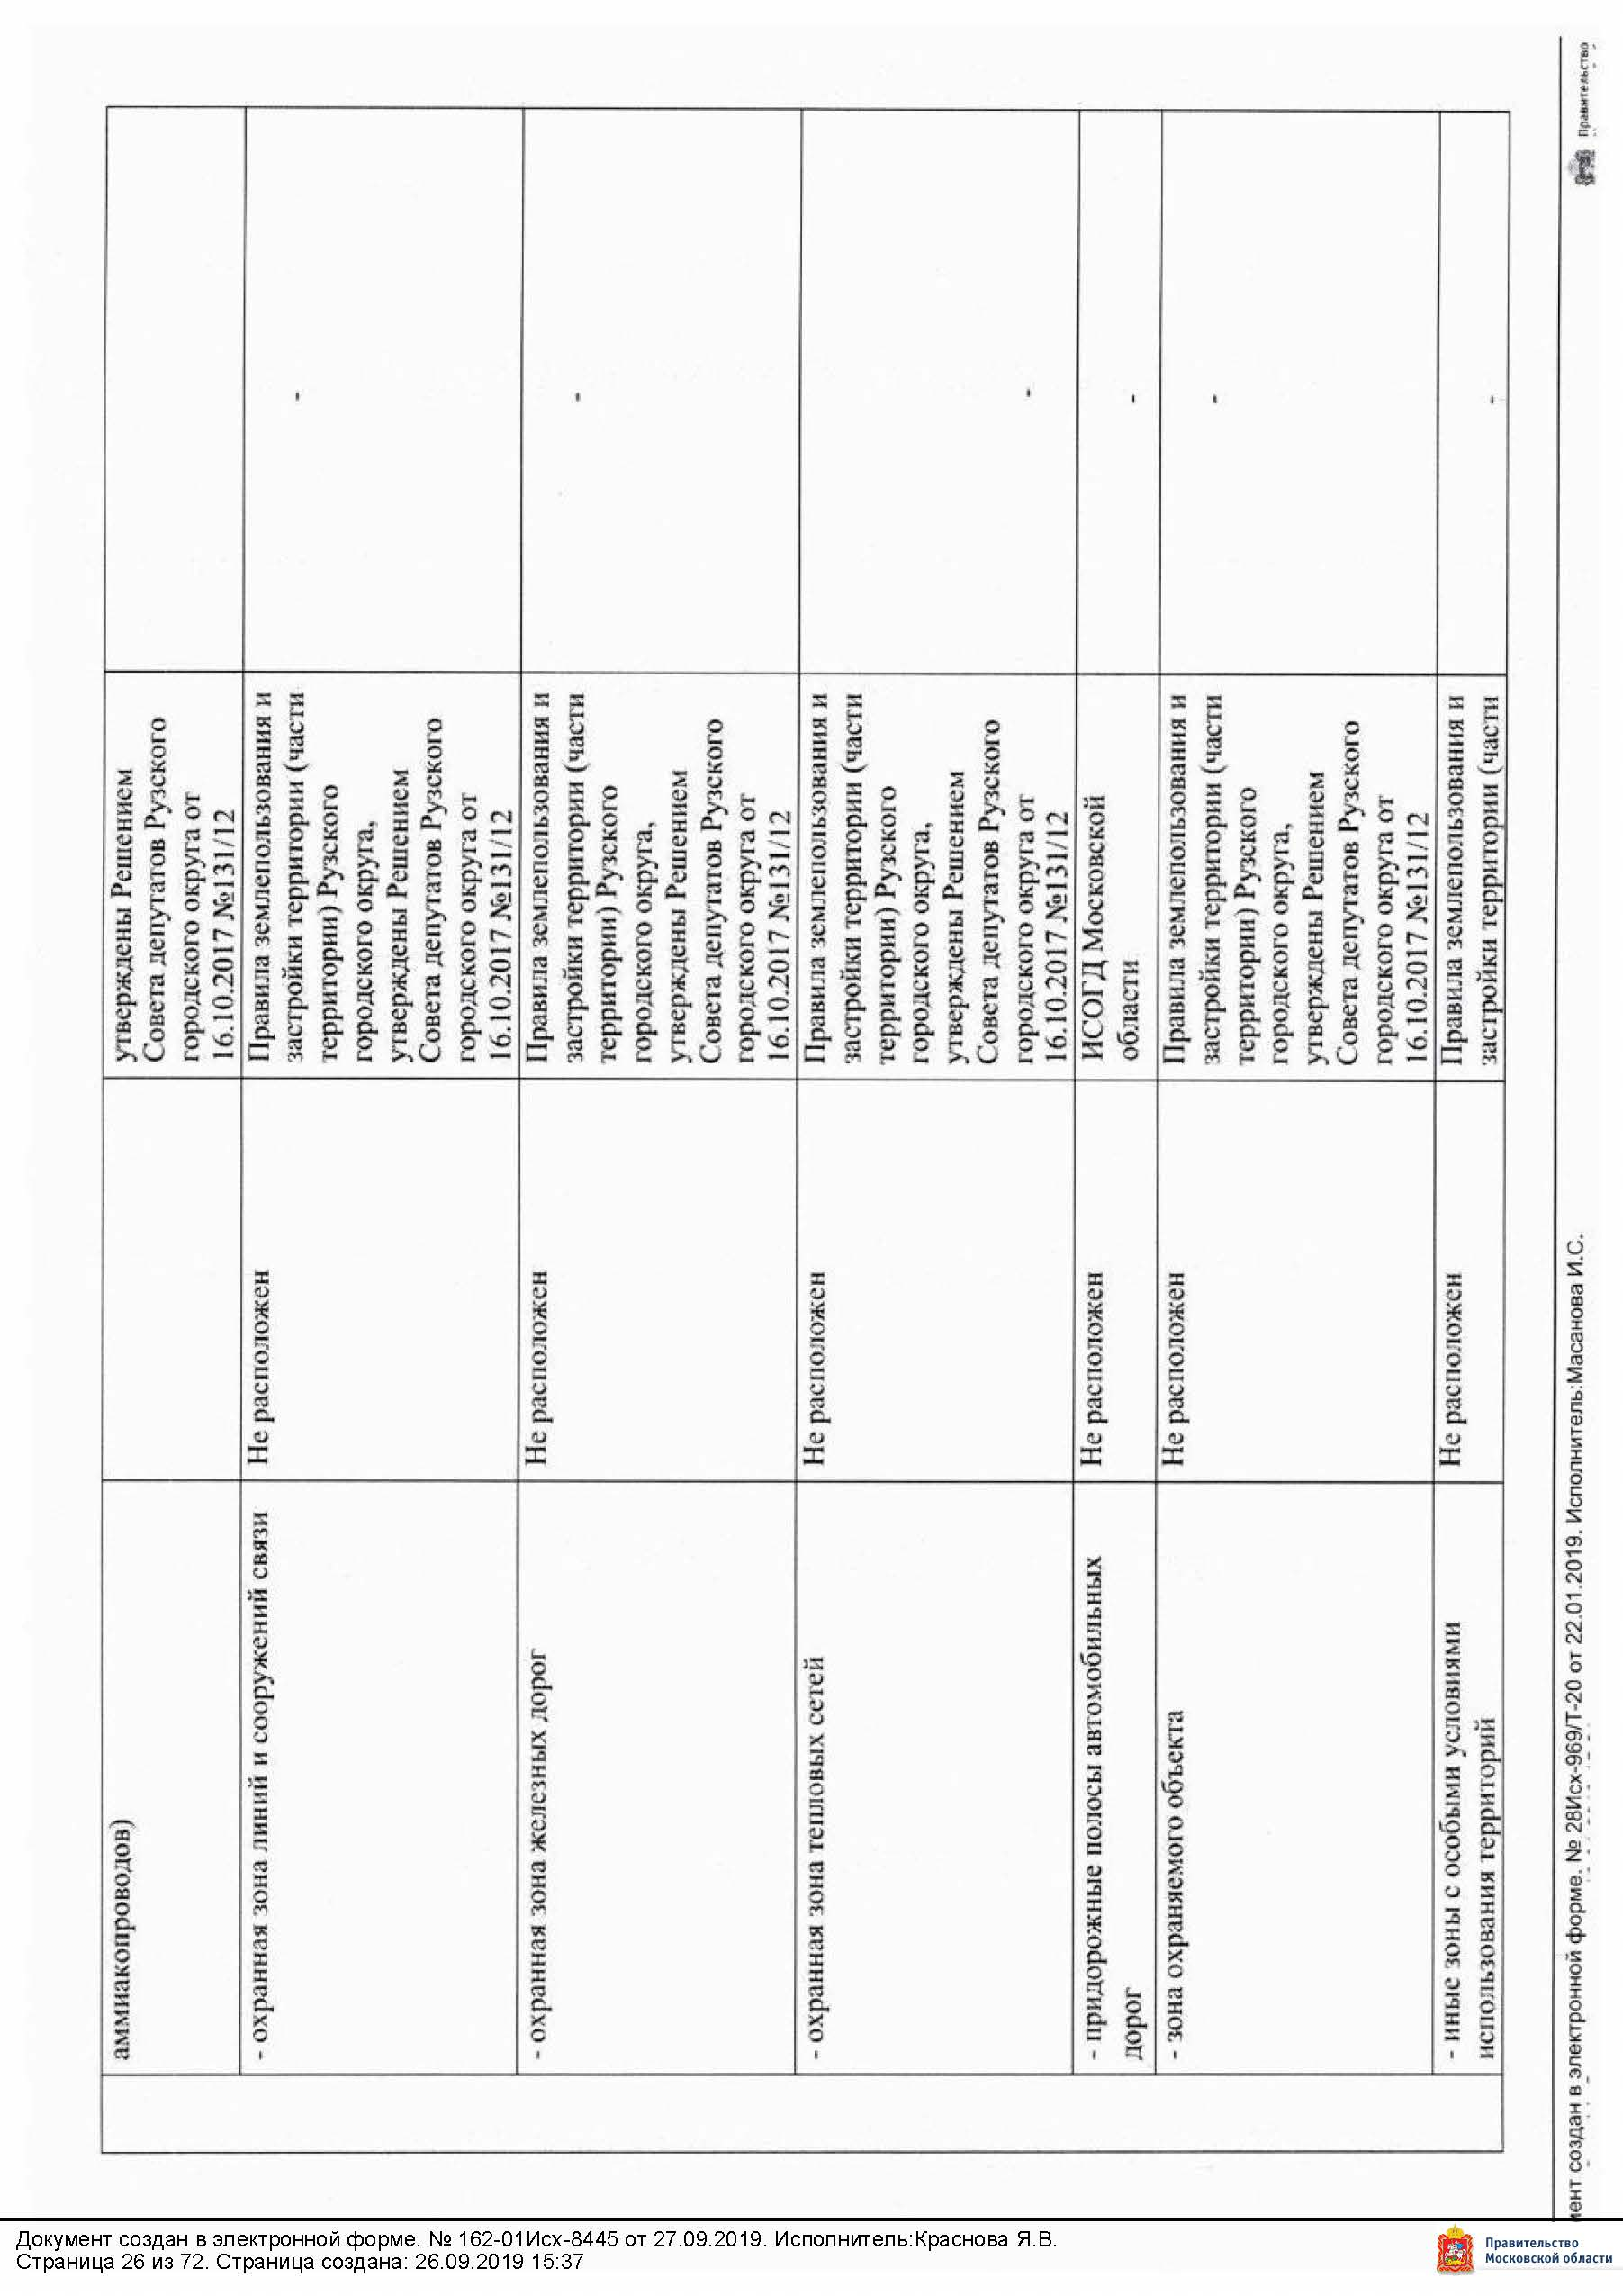 аммиакопроводов)
утверждены Решением
Совета депутатов Рузского
городского округа от
16.10.2017 №131/12
- охранная зона линий и сооружений связи
Не расположен
Правила землепользования и
застройки территории (части
территории) Рузского
городского округа,
утверждены Решением
Совета депутатов Рузского
городского округа от
16.10.2017 №131/12
-
- охранная зона железных дорог
Не расположен
Правила землепользования и
застройки территории (части
территории) Рузского
городского округа,
утверждены Решением
Совета депутатов Рузского
городского округа от
16.10.2017 №131/12
-
- охранная зона тепловых сетей
Не расположен
Правила землепользования и
застройки территории (части
территории) Рузского
городского округа,
утверждены Решением
Совета депутатов Рузского
городского округа от
16.10.2017 №131/12
-
- придорожные полосы автомобильных
дорог
Не расположен
ИСОГД Московской
области
-
- зона охраняемого объекта
Не расположен
Правила землепользования и
застройки территории (части
территории) Рузского
городского округа,
утверждены Решением
Совета депутатов Рузского
городского округа от
16.10.2017 №131/12
-
- иные зоны с особыми условиями
использования территорий
Не расположен
Правила землепользования и
застройки территории (части
-
мент создан в электронной форме. № 28Исх-969/Т-20 от 22.01.2019. Исполнитель:Масанова И.С.
Правительство
Документ создан в электронной форме. № 162-01Исх-8445 от 27.09.2019. Исполнитель:Краснова Я.В.
Страница 26 из 72. Страница создана: 26.09.2019 15:37
Правительство
Московской области